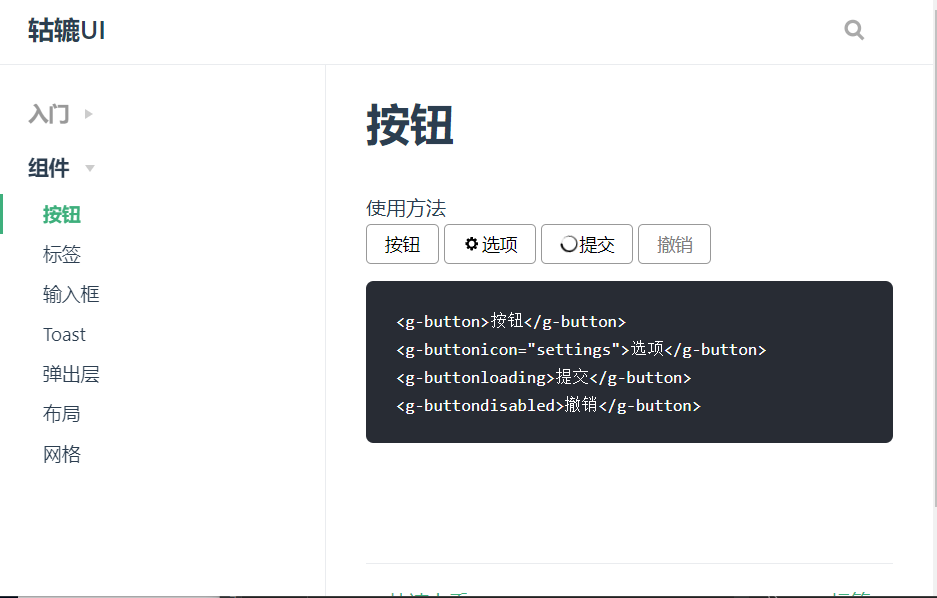 轱辘UI
入门
组件
按钮
标签
输入框
Toast
弹出层
布局
网格
按钮
使用方法
按钮 选项 提交 撤销
<g-button>按钮</g-button>
<g-buttonicon="settings">选项</g-button>
<g-buttonloading>提交</g-button>
<g-buttondisabled>撤销</g-button>